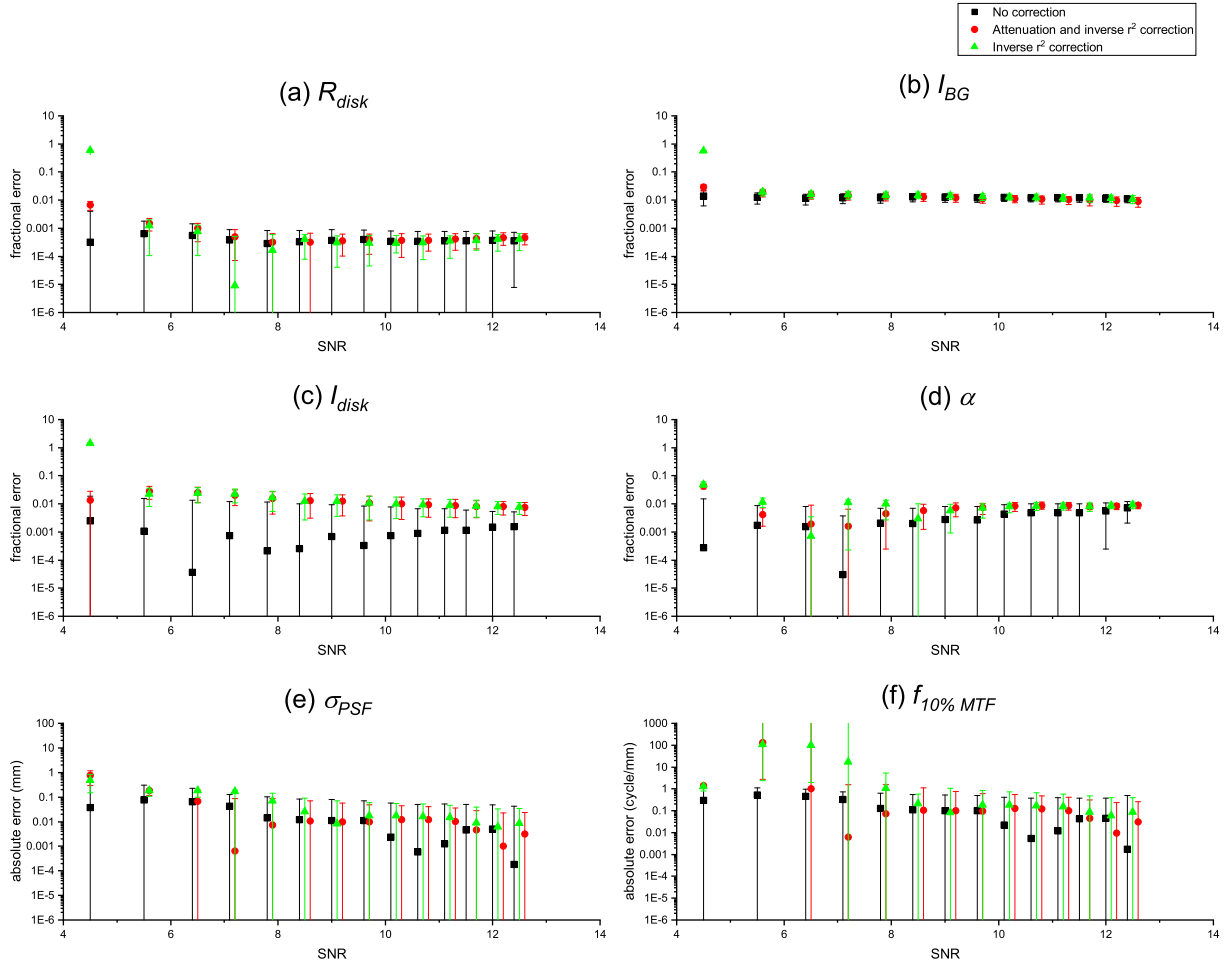 No correction
Attenuation and inverse r² correction
Inverse r² correction
(a) R_disk
10
1
0.1
0.01
0.001
1E-4
1E-5
1E-6
fractional error
4 6 8 10 12 14
SNR
(b) I_BG
10
1
0.1
0.01
0.001
1E-4
1E-5
1E-6
fractional error
4 6 8 10 12 14
SNR
(c) I_disk
10
1
0.1
0.01
0.001
1E-4
1E-5
1E-6
fractional error
4 6 8 10 12 14
SNR
(d) α
10
1
0.1
0.01
0.001
1E-4
1E-5
1E-6
fractional error
4 6 8 10 12 14
SNR
(e) σ_PSF
100
10
1
0.1
0.01
0.001
1E-4
1E-5
1E-6
absolute error (mm)
4 6 8 10 12 14
SNR
(f) f_10% MTF
1000
100
10
1
0.1
0.01
0.001
1E-4
1E-5
1E-6
absolute error (cycle/mm)
4 6 8 10 12 14
SNR